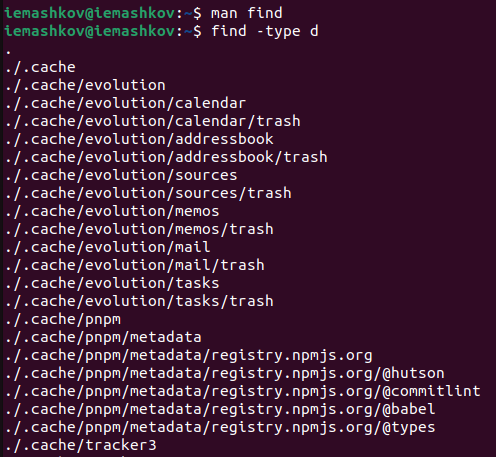 iemashkov@iemashkov:~$ man find
iemashkov@iemashkov:~$ find -type d
.
./.cache
./.cache/evolution
./.cache/evolution/calendar
./.cache/evolution/calendar/trash
./.cache/evolution/addressbook
./.cache/evolution/addressbook/trash
./.cache/evolution/sources
./.cache/evolution/sources/trash
./.cache/evolution/memos
./.cache/evolution/memos/trash
./.cache/evolution/mail
./.cache/evolution/mail/trash
./.cache/evolution/tasks
./.cache/evolution/tasks/trash
./.cache/pnpm
./.cache/pnpm/metadata
./.cache/pnpm/metadata/registry.npmjs.org
./.cache/pnpm/metadata/registry.npmjs.org/@hutson
./.cache/pnpm/metadata/registry.npmjs.org/@commitlint
./.cache/pnpm/metadata/registry.npmjs.org/@babel
./.cache/pnpm/metadata/registry.npmjs.org/@types
./.cache/tracker3